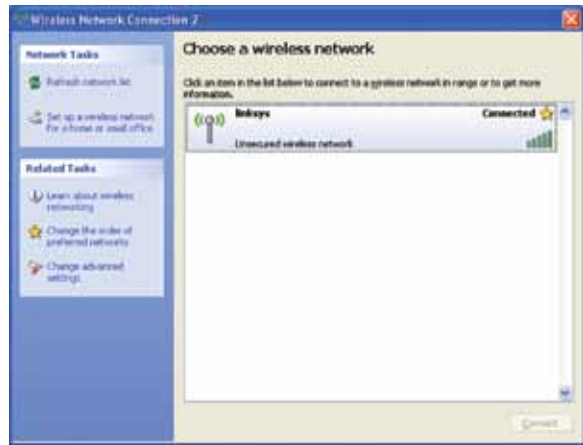 Wireless Network Connection 2
Network Tasks
Refresh network list
Set up a wireless network
for a home or small office
Related Tasks
Learn about wireless
networking
Change the order of
preferred networks
Change advanced
settings
Choose a wireless network
Click an item in the list below to connect to a wireless network in range or to get more
information.
linksys
Connected
Unsecured wireless network
Connect